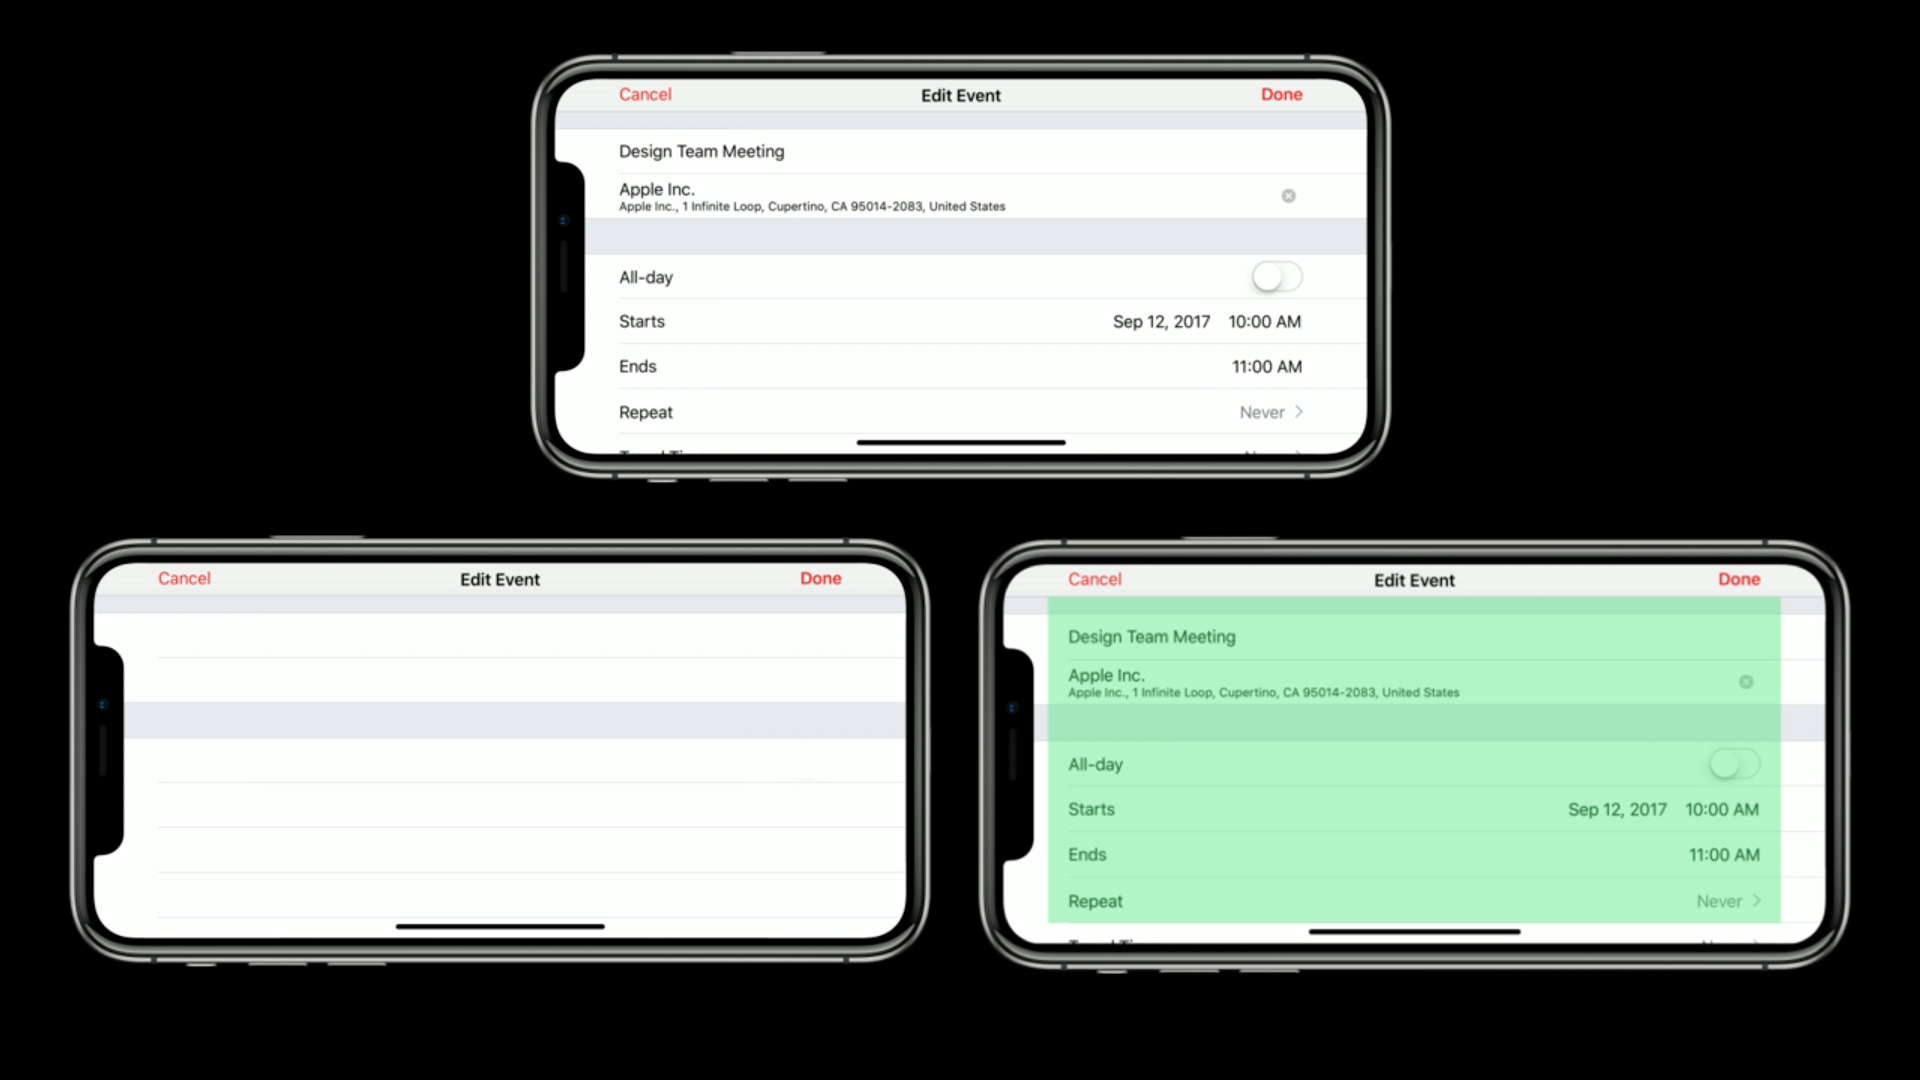 Cancel Edit Event Done
Design Team Meeting
Apple Inc.
Apple Inc., 1 Infinite Loop, Cupertino, CA 95014-2083, United States
All-day
Starts Sep 12, 2017 10:00 AM
Ends 11:00 AM
Repeat Never
Cancel Edit Event Done
Cancel Edit Event Done
Design Team Meeting
Apple Inc.
Apple Inc., 1 Infinite Loop, Cupertino, CA 95014-2083, United States
All-day
Starts Sep 12, 2017 10:00 AM
Ends 11:00 AM
Repeat Never